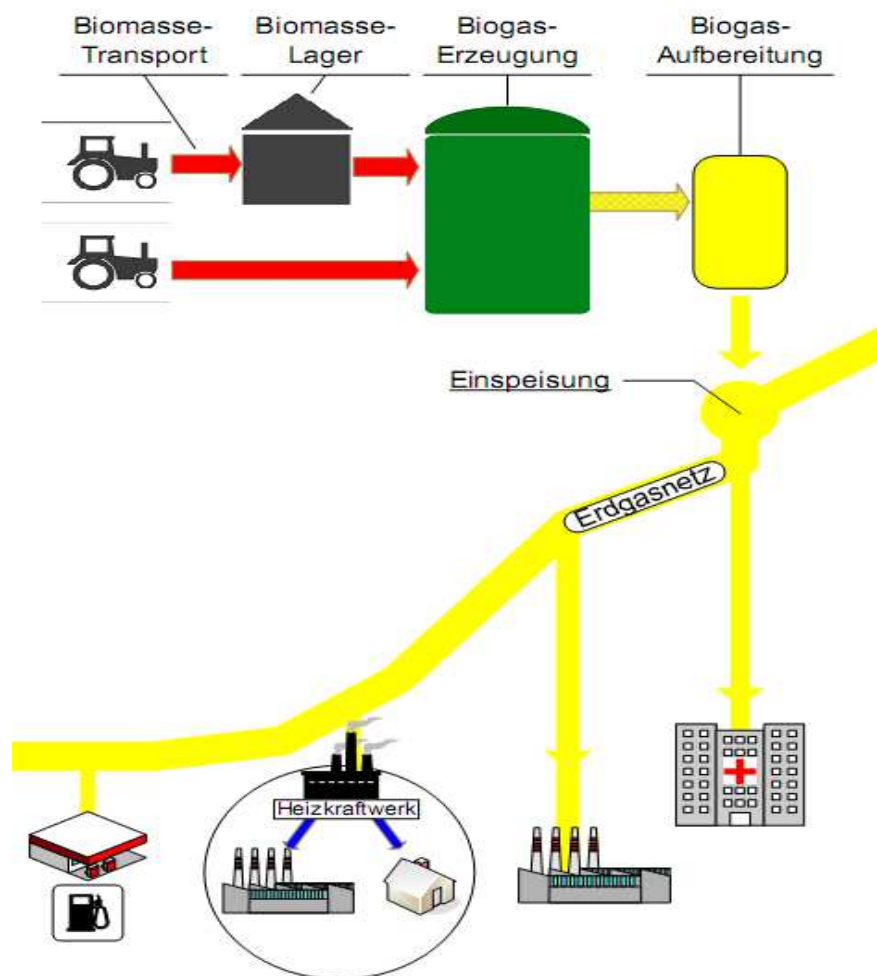 Biomasse-
Transport
Biomasse-
Lager
Biogas-
Erzeugung
Biogas-
Aufbereitung
Einspeisung
Erdgasnetz
Heizkraftwerk